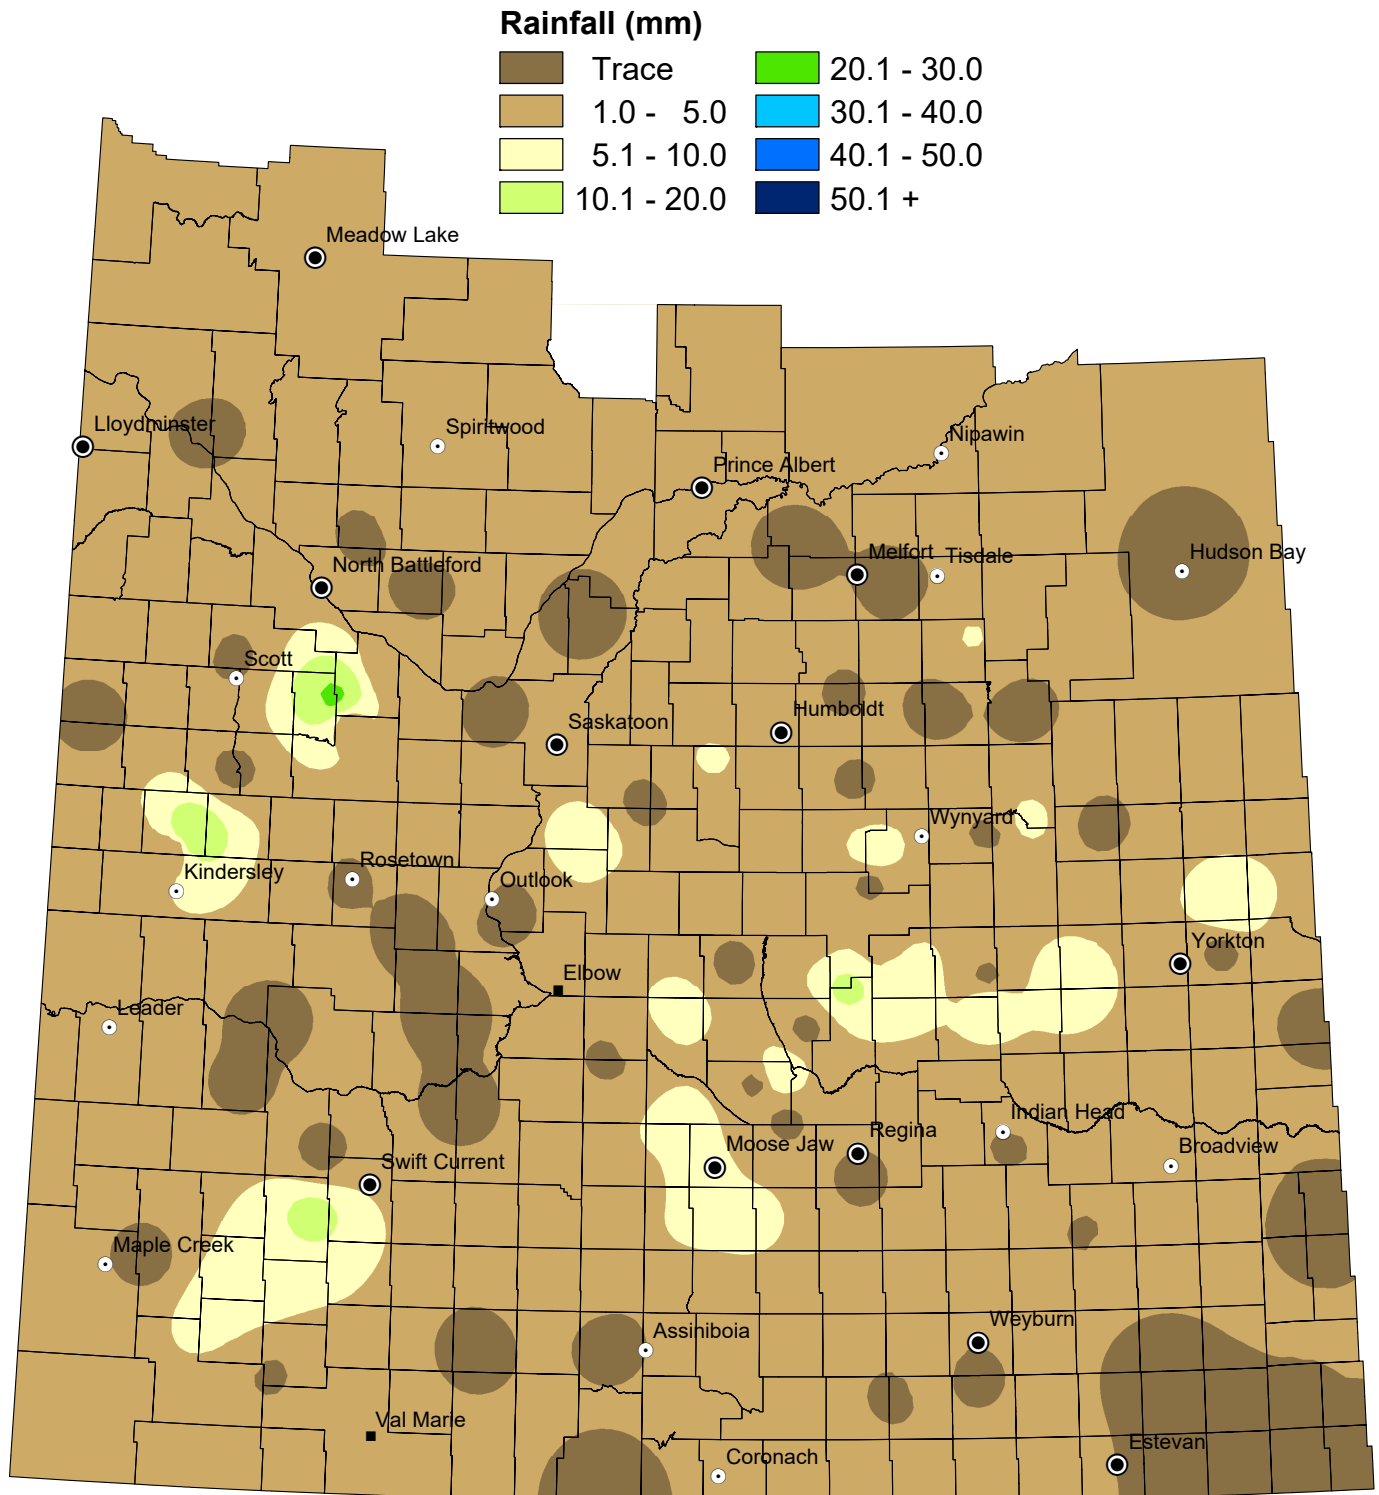 Rainfall (mm)
Trace
20.1 - 30.0
1.0 - 5.0
30.1 - 40.0
5.1 - 10.0
40.1 - 50.0
10.1 - 20.0
50.1 +
Meadow Lake
Lloydminster
Spiritwood
Nipawin
Prince Albert
North Battleford
Melfort
Tisdale
Hudson Bay
Scott
Saskatoon
Humboldt
Wynyard
Kindersley
Rosetown
Outlook
Yorkton
Elbow
Leader
Indian Head
Regina
Moose Jaw
Broadview
Swift Current
Maple Creek
Assiniboia
Weyburn
Val Marie
Coronach
Estevan